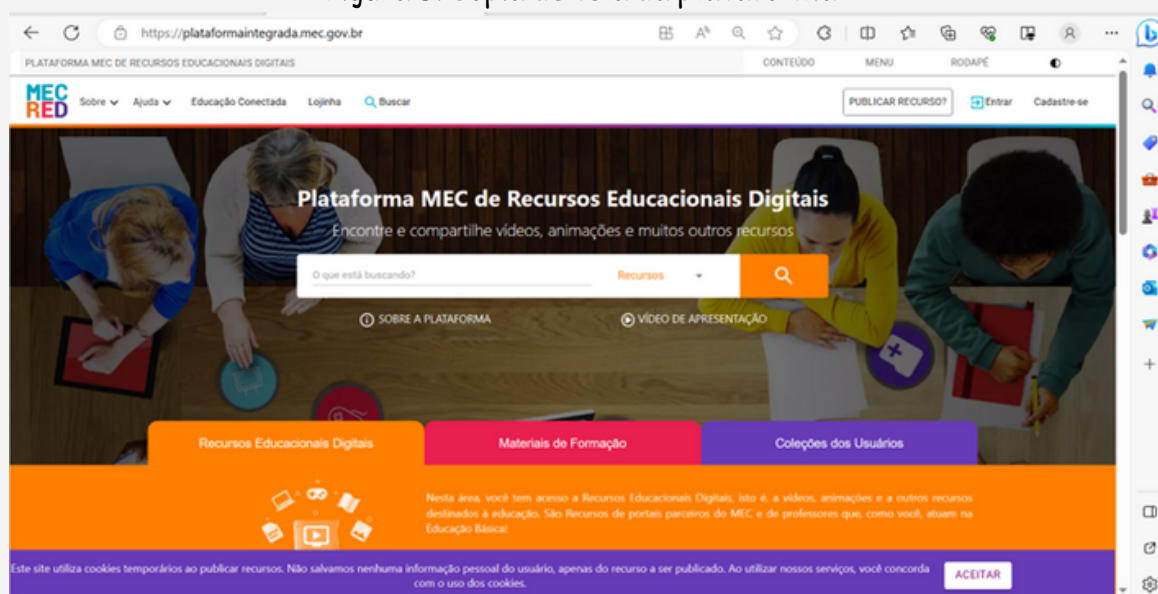 https://plataformaintegrada.mec.gov.br
PLATAFORMA MEC DE RECURSOS EDUCACIONAIS DIGITAIS CONTEÚDO MENU RODAPÉ
MEC
RED
Sobre Ajuda Educação Conectada Lojinha Buscar PUBLICAR RECURSO? Entrar Cadastre-se
Plataforma MEC de Recursos Educacionais Digitais
Encontre e compartilhe vídeos, animações e muitos outros recursos
O que está buscando? Recursos
SOBRE A PLATAFORMA VÍDEO DE APRESENTAÇÃO
Recursos Educacionais Digitais Materiais de Formação Coleções dos Usuários
Nesta área, você tem acesso a Recursos Educacionais Digitais, isto é, a vídeos, animações e a outros recursos
destinados à educação. São Recursos de portais parceiros do MEC e de professores que, como você, atuam na
Educação Básica!
Este site utiliza cookies temporários ao publicar recursos. Não salvamos nenhuma informação pessoal do usuário, apenas do recurso a ser publicado. Ao utilizar nossos serviços, você concorda
com o uso dos cookies.
ACEITAR